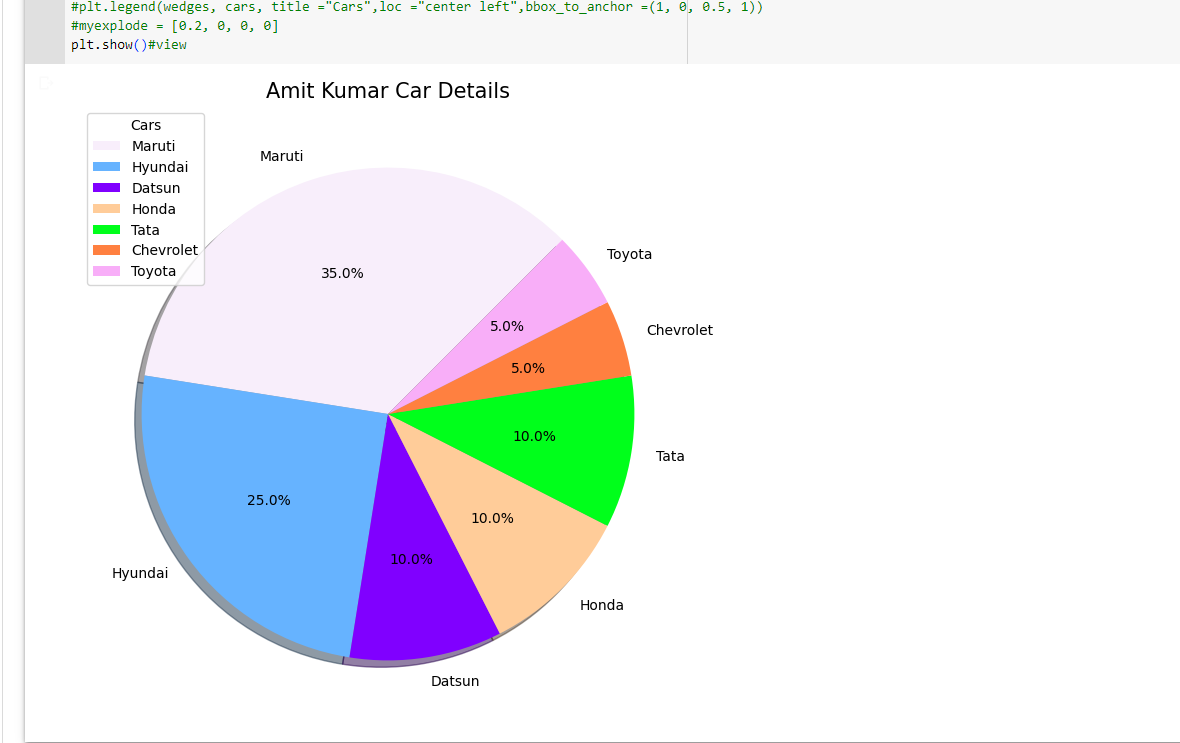 #plt.legend(wedges, cars, title ="Cars",loc ="center left",bbox_to_anchor =(1, 0, 0.5, 1))
#myexplode = [0.2, 0, 0, 0]
plt.show()#view
Amit Kumar Car Details
Cars
Maruti
Hyundai
Datsun
Honda
Tata
Chevrolet
Toyota
Maruti
Toyota
35.0%
5.0%
Chevrolet
5.0%
10.0%
Tata
25.0%
10.0%
10.0%
Hyundai
Honda
Datsun